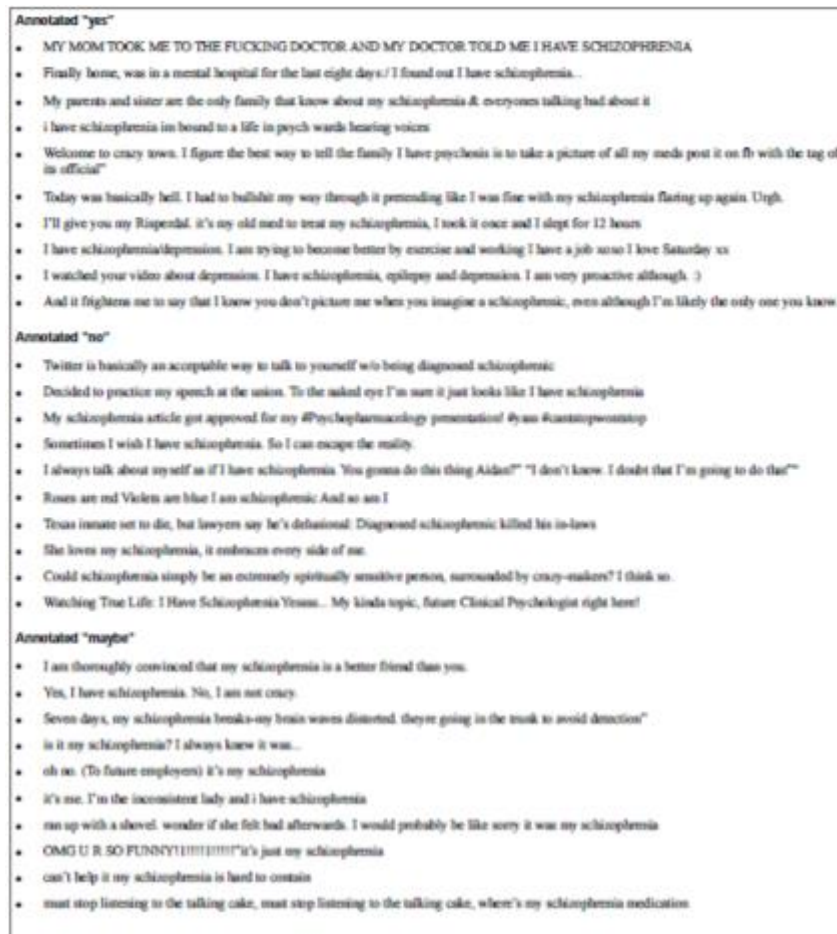 Annotated "yes"
• MY MOM TOOK ME TO THE FUCKING DOCTOR AND MY DOCTOR TOLD ME I HAVE SCHIZOPHRENIA
• Finally home, was in a mental hospital for the last eight days:/ I found out I have schizophrenia. .
• My parents and sister are the only family that know about my schizophrenia & everyones talking bad about it
• i have schizophrenia im bound to a life in psych wards hearing voices
• Welcome to crazy town. I figure the best way to tell the family I have psychosis is to take a picture of all my meds post it on fb with the tag of
its official"
• Today was basically hell. I had to bullshit my way through it pretending like I was fine with my schizophrenia flaring up again. Urgh.
• I'll give you my Risperdal. it's my old med to treat my schizophrenia, I took it once and I slept for 12 hours
• I have schizophrenia/depression. I am trying to become better by exercise and working I have a job xoxo I love Saturday xx
• I watched your video about depression. I have schizophrenia, epilepsy and depression. I am very proactive although. :)
• And it frightens me to say that I know you don't picture me when you imagine a schizophrenic, even although I'm likely the only one you know
Annotated "no"
• Twitter is basically an acceptable way to talk to yourself w/o being diagnosed schizophrenic
• Decided to practice my speech at the union. To the naked eye I'm sure it just looks like I have schizophrenia
• My schizophrenia article got approved for my #Psychopharmacology presentation! #yaas #cantstopwontstop
• Sometimes I wish I have schizophrenia. So I can escape the reality.
• I always talk about myself as if I have schizophrenia. You gonna do this thing Aidan?" "I don't know. I doubt that I'm going to do that""
• Roses are red Violets are blue I am schizophrenic And so am I
• Texas inmate set to die, but lawyers say he's delusional: Diagnosed schizophrenic killed his in-laws
• She loves my schizophrenia, it embraces every side of me.
• Could schizophrenia simply be an extremely spiritually sensitive person, surrounded by crazy-makers? I think so.
• Watching True Life: I Have Schizophrenia Yesss... My kinda topic, future Clinical Psychologist right here!
Annotated "maybe"
• I am thoroughly convinced that my schizophrenia is a better friend than you.
• Yes, I have schizophrenia. No, I am not crazy.
• Seven days, my schizophrenia breaks-my brain waves distorted. theyre going in the trunk to avoid detection"
• is it my schizophrenia? I always knew it was...
• oh no. (To future employers) it's my schizophrenia
• it's me. I'm the inconsistent lady and i have schizophrenia
• ran up with a shovel. wonder if she felt bad afterwards. I would probably be like sorry it was my schizophrenia
• OMG U R SO FUNNY!1!!!!1!!!!!"it's just my schizophrenia
• can't help it my schizophrenia is hard to contain
• must stop listening to the talking cake, must stop listening to the talking cake, where's my schizophrenia medication